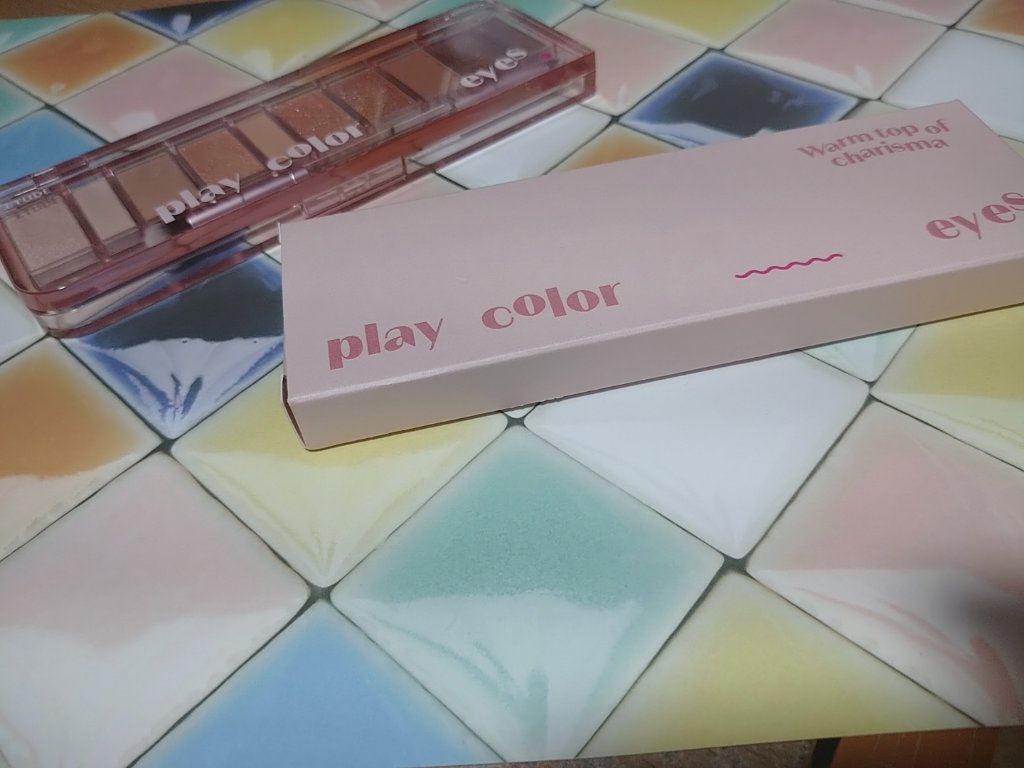 play color eyes
Warm top of
charisma
play color eyes